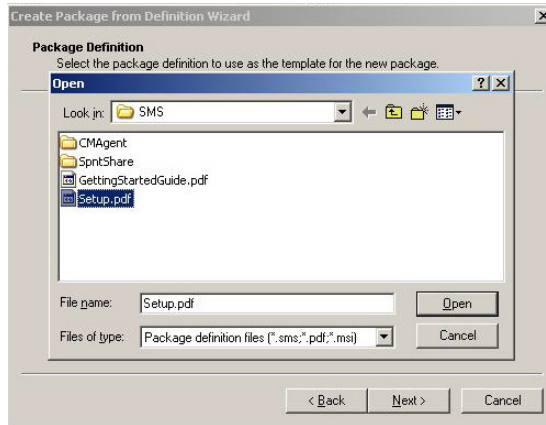 Create Package from Definition Wizard
Package Definition
Select the package definition to use as the template for the new package.
Open
Look in: SMS
CMAgent
SpntShare
GettingStartedGuide.pdf
Setup.pdf
File name: Setup.pdf Open
Files of type: Package definition files (*.sms;*.pdf;*.msi) Cancel
< Back Next > Cancel